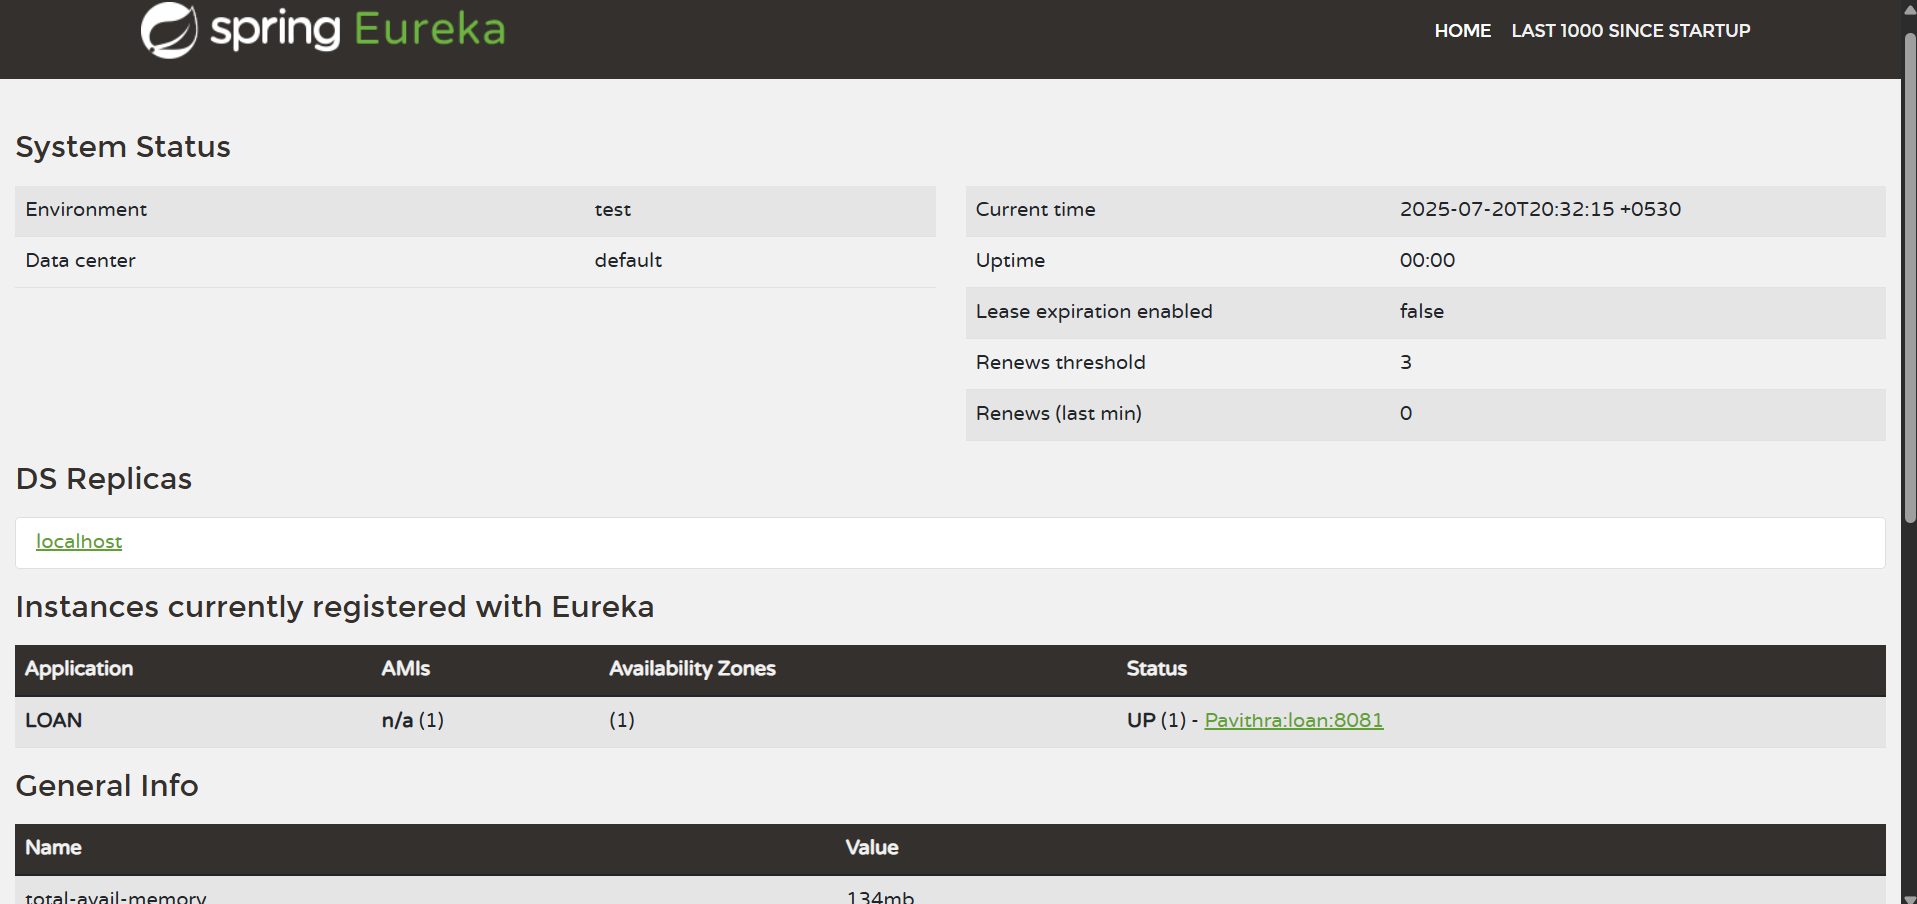 spring Eureka
HOME LAST 1000 SINCE STARTUP
System Status
Environment test
Data center default
Current time 2025-07-20T20:32:15 +0530
Uptime 00:00
Lease expiration enabled false
Renews threshold 3
Renews (last min) 0
DS Replicas
localhost
Instances currently registered with Eureka
Application AMIs Availability Zones Status
LOAN n/a (1) (1) UP (1) - Pavithra:loan:8081
General Info
Name Value
total-avail-memory 134mb